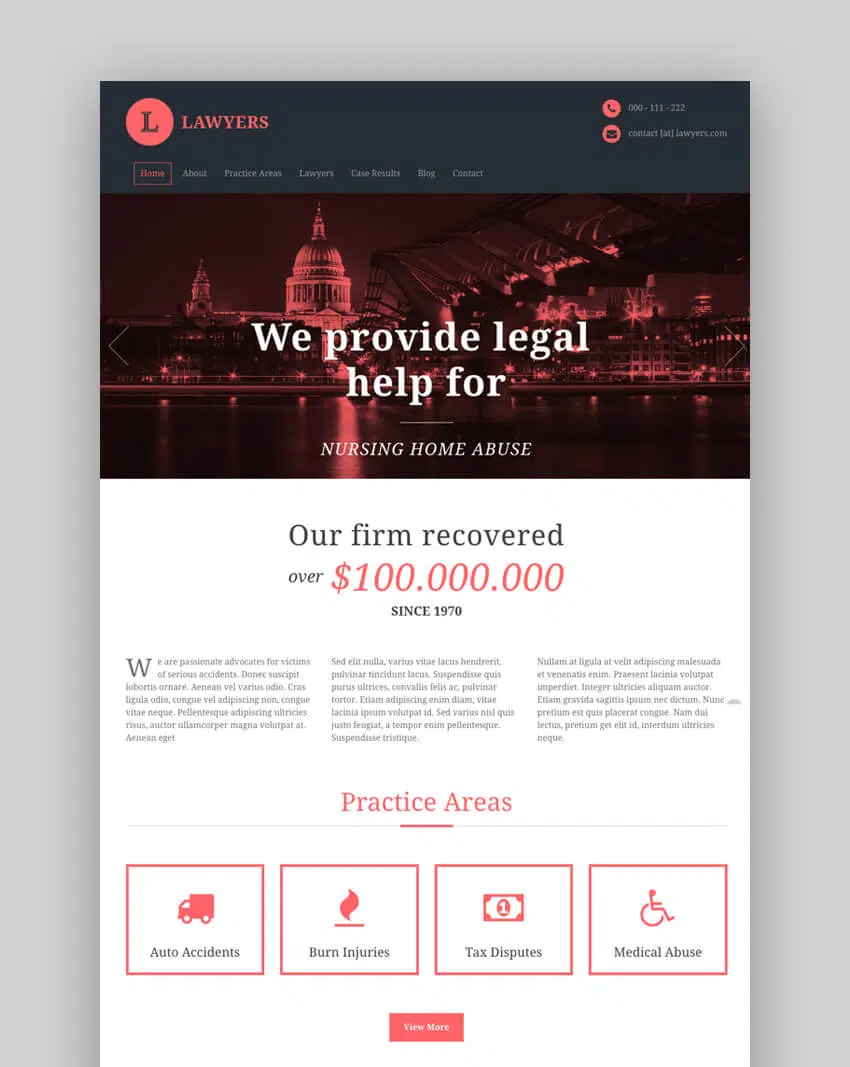 L LAWYERS
000 - 111 - 222
contact [at] lawyers.com
Home About Practice Areas Lawyers Case Results Blog Contact
We provide legal
help for
NURSING HOME ABUSE
Our firm recovered
over $100.000.000
SINCE 1970
We are passionate advocates for victims
of serious accidents. Donec suscipit
lobortis ornare. Aenean vel varius odio. Cras
ligula odio, congue vel adipiscing non, congue
vitae neque. Pellentesque adipiscing ultricies
risus, auctor ullamcorper magna volutpat at.
Aenean eget
Sed elit nulla, varius vitae lacus hendrerit,
pulvinar tincidunt lacus. Suspendisse quis
purus ultrices, convallis felis ac, pulvinar
tortor. Etiam adipiscing enim diam, vitae
lacinia ipsum volutpat id. Sed varius nisl quis
justo feugiat, a tempor enim pellentesque.
Suspendisse tristique.
Nullam at ligula at velit adipiscing malesuada
et venenatis enim. Praesent lacinia volutpat
imperdiet. Integer ultricies aliquam auctor.
Etiam gravida sagittis ipsum nec dictum. Nunc
pretium est quis placerat congue. Nam dui
lectus, pretium get elit id, interdum ultricies
neque.
Practice Areas
1
Auto Accidents
Burn Injuries
Tax Disputes
Medical Abuse
View More